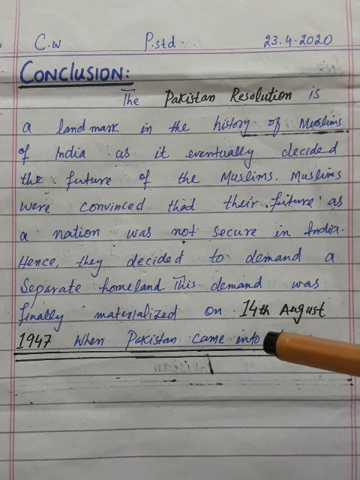 C.w P.std. 23.4.2020
CONCLUSION:
The Pakistan Resolution is
a landmark in the history of Muslims
of India as it eventually decided
the future of the Muslims. Muslims
were convinced that their future as
a nation was not secure in India.
Hence, they decided to demand a
Separate homeland. This demand was
finally materialized on 14th August
1947 When Pakistan came into